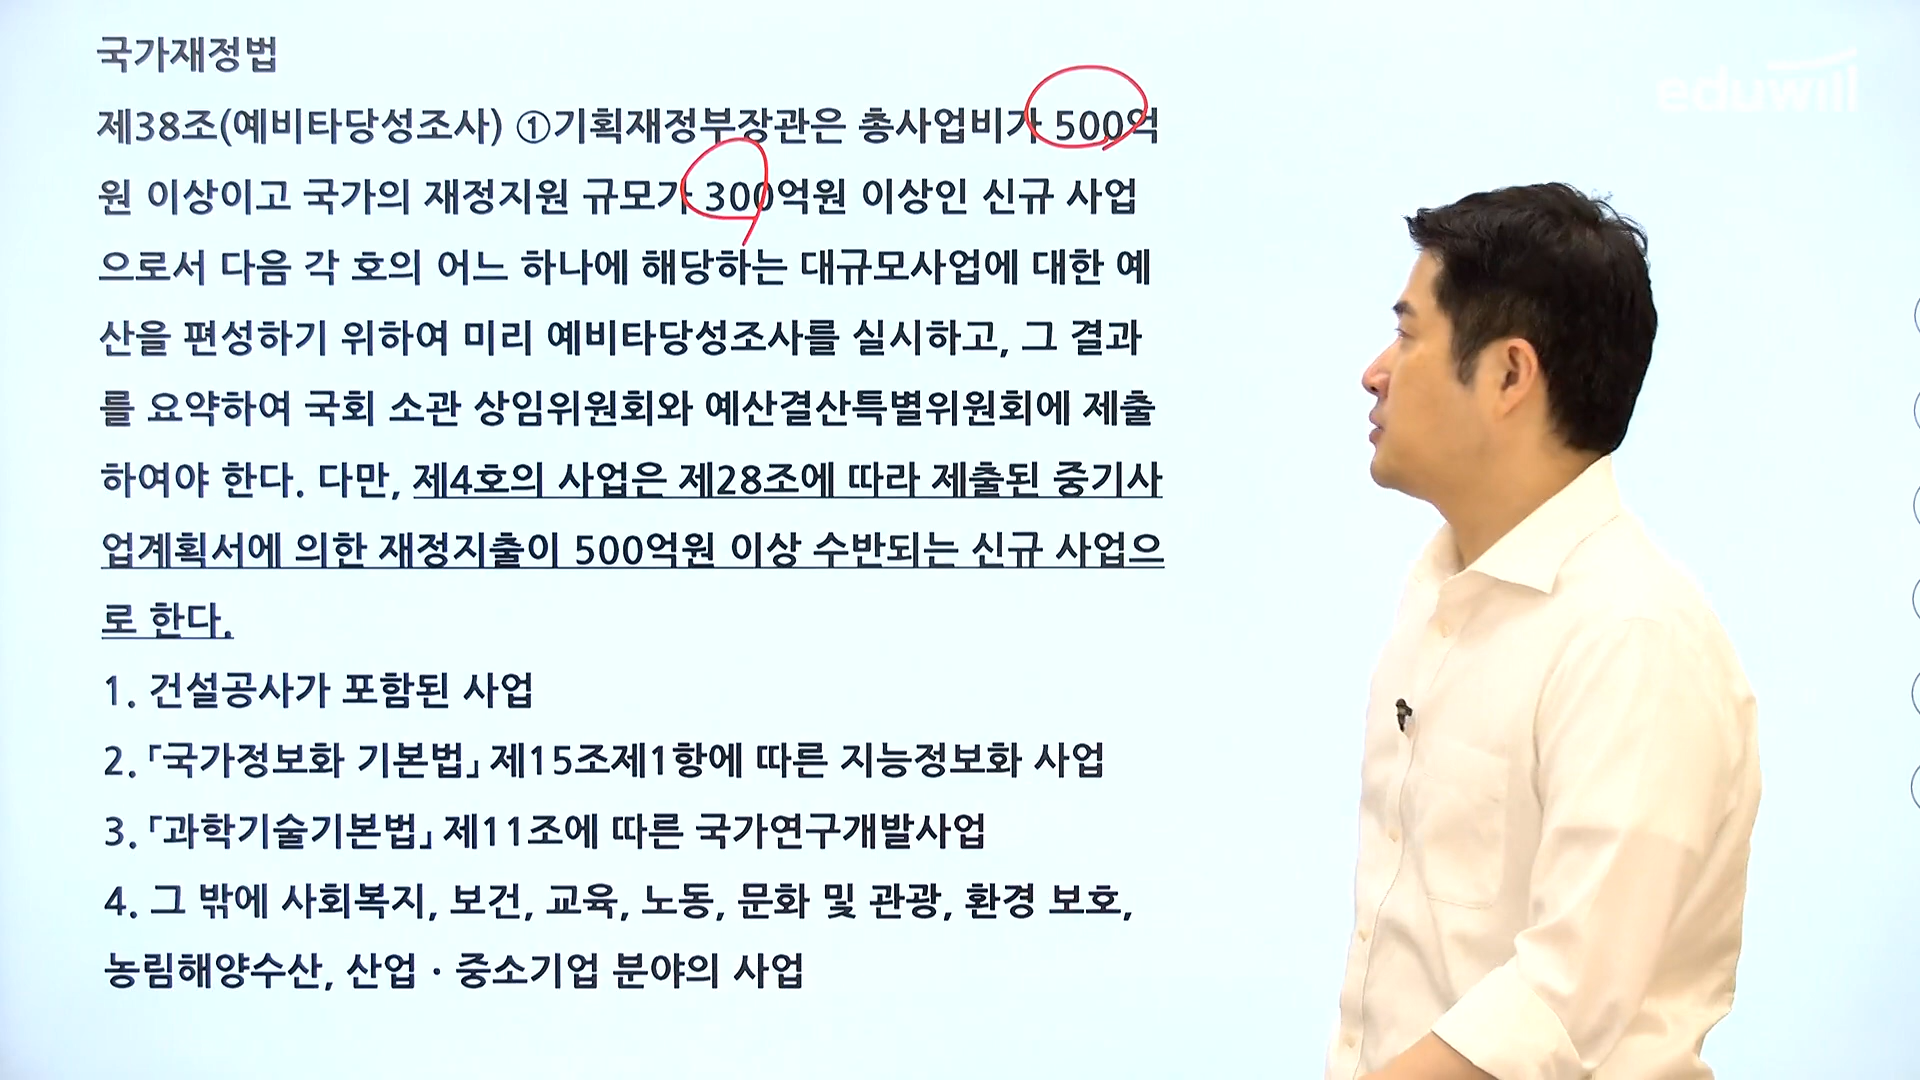 국가재정법
eduwill
제38조(예비타당성조사) ①기획재정부장관은 총사업비가 500억
원 이상이고 국가의 재정지원 규모가 300억원 이상인 신규 사업
으로서 다음 각 호의 어느 하나에 해당하는 대규모사업에 대한 예
산을 편성하기 위하여 미리 예비타당성조사를 실시하고, 그 결과
를 요약하여 국회 소관 상임위원회와 예산결산특별위원회에 제출
하여야 한다. 다만, 제4호의 사업은 제28조에 따라 제출된 중기사
업계획서에 의한 재정지출이 500억원 이상 수반되는 신규 사업으
로 한다.
1. 건설공사가 포함된 사업
2. 「국가정보화 기본법」 제15조제1항에 따른 지능정보화 사업
3. 「과학기술기본법」 제11조에 따른 국가연구개발사업
4. 그 밖에 사회복지, 보건, 교육, 노동, 문화 및 관광, 환경 보호,
농림해양수산, 산업 · 중소기업 분야의 사업